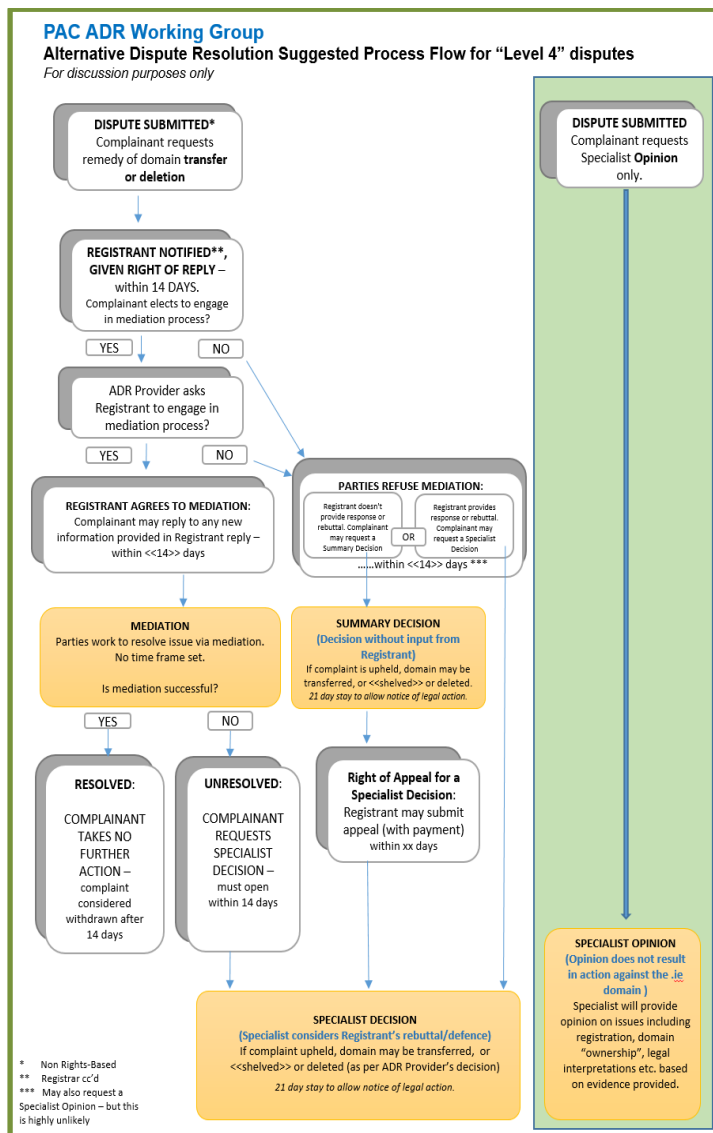 PAC ADR Working Group
Alternative Dispute Resolution Suggested Process Flow for “Level 4” disputes
For discussion purposes only
DISPUTE SUBMITTED*
Complainant requests
remedy of domain transfer
or deletion
REGISTRANT NOTIFIED**,
GIVEN RIGHT OF REPLY –
within 14 DAYS.
Complainant elects to engage
in mediation process?
YES
NO
ADR Provider asks
Registrant to engage in
mediation process?
YES
NO
REGISTRANT AGREES TO MEDIATION:
Complainant may reply to any new
information provided in Registrant reply –
within <<14>> days
PARTIES REFUSE MEDIATION:
Registrant doesn't
provide response or
rebuttal. Complainant
may request a
Summary Decision
OR
Registrant provides
response or rebuttal.
Complainant may
request a Specialist
Decision
……within <<14>> days ***
MEDIATION
Parties work to resolve issue via mediation.
No time frame set.
Is mediation successful?
SUMMARY DECISION
(Decision without input from
Registrant)
If complaint is upheld, domain may be
transferred, or <<shelved>> or deleted.
21 day stay to allow notice of legal action.
YES
NO
RESOLVED:
COMPLAINANT
TAKES NO
FURTHER
ACTION –
complaint
considered
withdrawn after
14 days
UNRESOLVED:
COMPLAINANT
REQUESTS
SPECIALIST
DECISION –
must open
within 14 days
Right of Appeal for a
Specialist Decision:
Registrant may submit
appeal (with payment)
within xx days
SPECIALIST DECISION
(Specialist considers Registrant’s rebuttal/defence)
If complaint upheld, domain may be transferred, or
<<shelved>> or deleted (as per ADR Provider’s decision)
21 day stay to allow notice of legal action.
* Non Rights-Based
** Registrar cc’d
*** May also request a
Specialist Opinion – but this
is highly unlikely
DISPUTE SUBMITTED
Complainant requests
Specialist Opinion
only.
SPECIALIST OPINION
(Opinion does not result
in action against the .ie
domain )
Specialist will provide
opinion on issues including
registration, domain
“ownership”, legal
interpretations etc. based
on evidence provided.